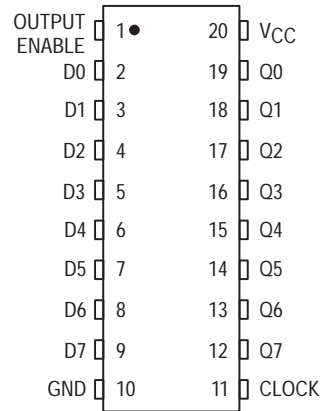 OUTPUT ENABLE 1 20 VCC
D0 2 19 Q0
D1 3 18 Q1
D2 4 17 Q2
D3 5 16 Q3
D4 6 15 Q4
D5 7 14 Q5
D6 8 13 Q6
D7 9 12 Q7
GND 10 11 CLOCK